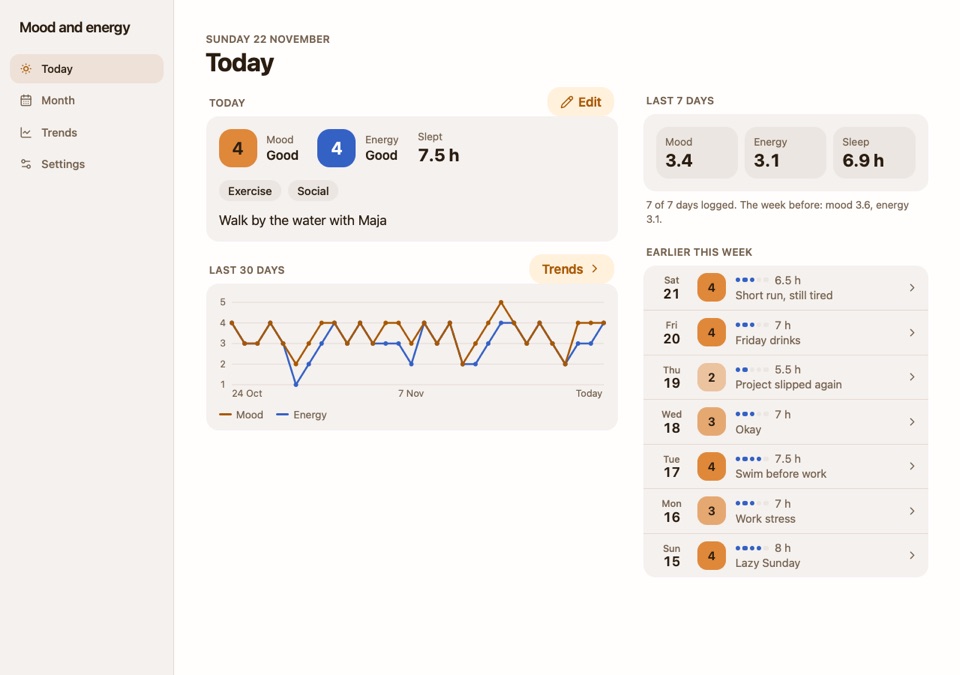 Mood and energy
Today
Month
Trends
Settings
SUNDAY 22 NOVEMBER
Today
TODAY
Edit
4
Mood
Good
4
Energy
Good
Slept
7.5 h
Exercise
Social
Walk by the water with Maja
LAST 30 DAYS
Trends
5
4
3
2
1
24 Oct
7 Nov
Today
Mood
Energy
LAST 7 DAYS
Mood
3.4
Energy
3.1
Sleep
6.9 h
7 of 7 days logged. The week before: mood 3.6, energy
3.1.
EARLIER THIS WEEK
Sat
21
4
6.5 h
Short run, still tired
Fri
20
4
7 h
Friday drinks
Thu
19
2
5.5 h
Project slipped again
Wed
18
3
7 h
Okay
Tue
17
4
7.5 h
Swim before work
Mon
16
3
7 h
Work stress
Sun
15
4
8 h
Lazy Sunday